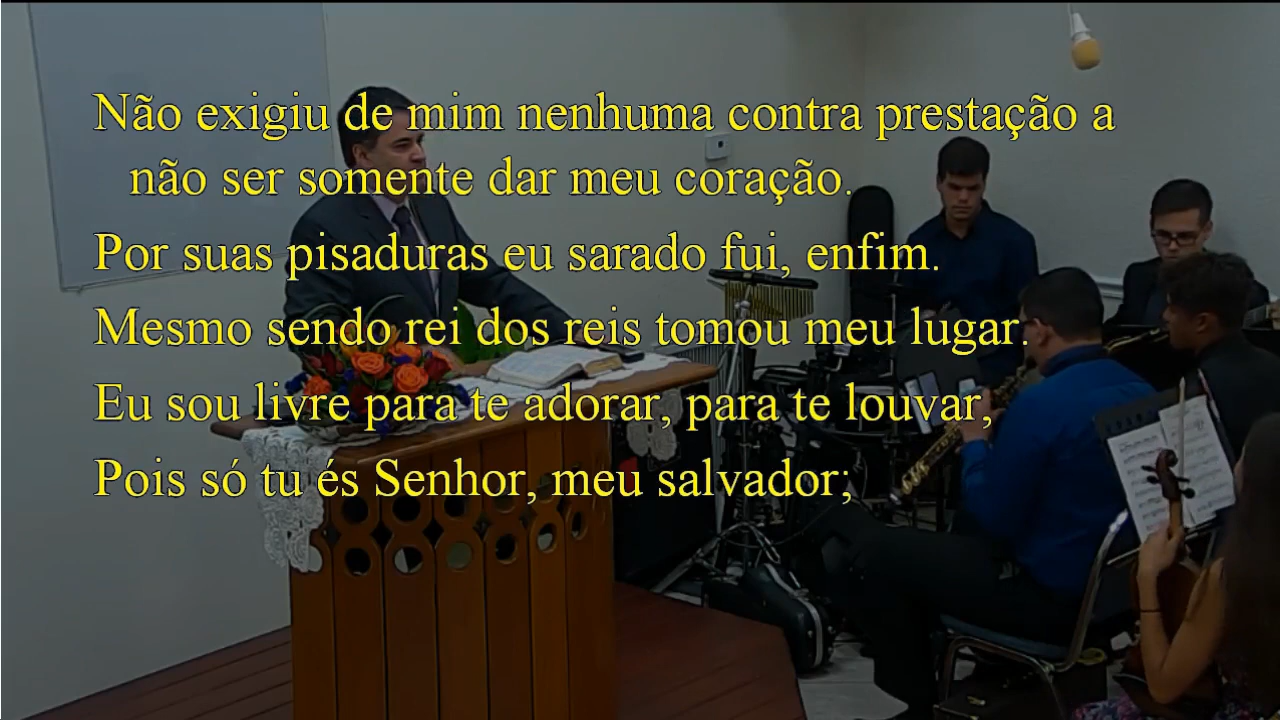 Não exigiu de mim nenhuma contra prestação a
não ser somente dar meu coração.
Por suas pisaduras eu sarado fui, enfim.
Mesmo sendo rei dos reis tomou meu lugar.
Eu sou livre para te adorar, para te louvar,
Pois só tu és Senhor, meu salvador;